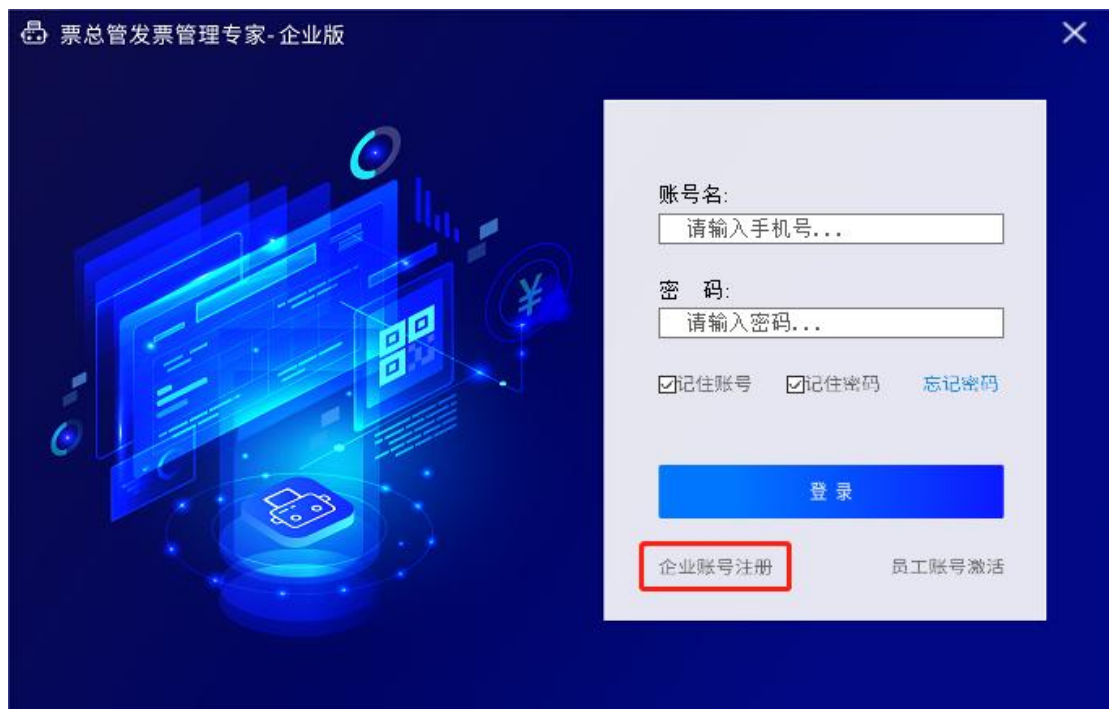 票总管发票管理专家-企业版
账号名:
请输入手机号...
密 码:
请输入密码...
记住账号 记住密码 忘记密码
登录
企业账号注册 员工账号激活